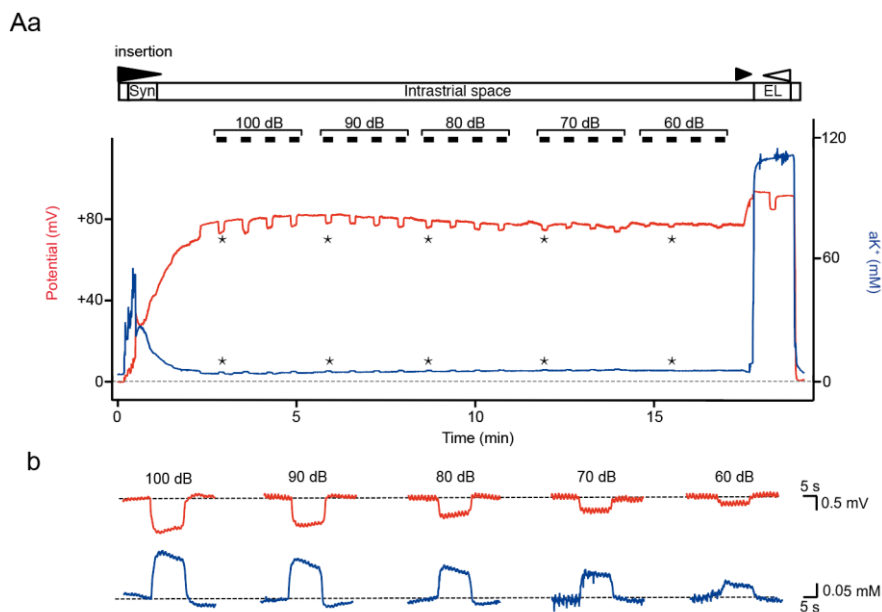 Aa
insertion
Syn Intrastrial space EL
100 dB 90 dB 80 dB 70 dB 60 dB
120
+80
* * * * *
60
+40
* * * * *
0 0
Potential (mV)
aK⁺ (mM)
0 5 10 15
Time (min)
b
100 dB 90 dB 80 dB 70 dB 60 dB
5 s
0.5 mV
0.05 mM
5 s